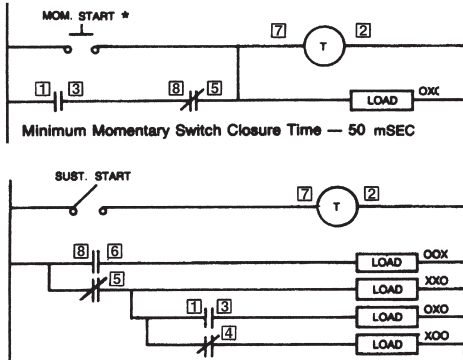 MOM. START *
7 T 2
1 3 8 5 LOAD OXO
Minimum Momentary Switch Closure Time — 50 mSEC
SUST. START
7 T 2
8 6 LOAD OOX
5 LOAD XXO
1 3 LOAD OXO
4 LOAD XOO